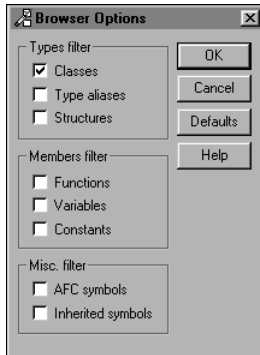 Browser Options
Types filter
Classes
Type aliases
Structures
Members filter
Functions
Variables
Constants
Misc. filter
AFC symbols
Inherited symbols
OK
Cancel
Defaults
Help